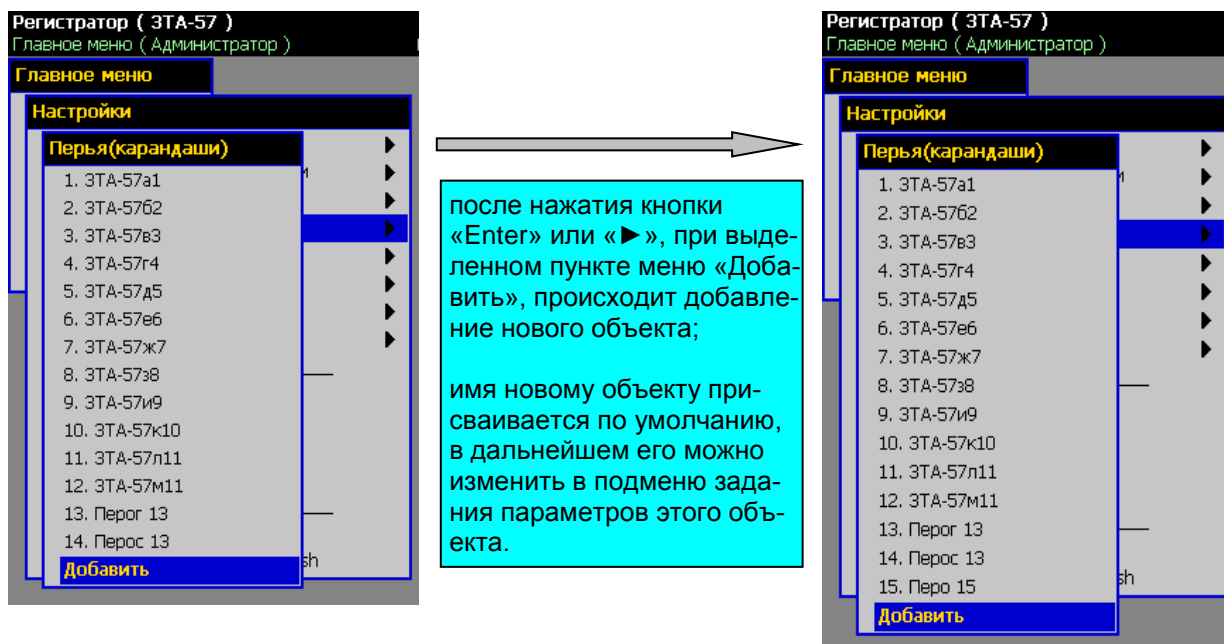 Регистратор ( ЗТА-57 )
Главное меню ( Администратор )
Главное меню
Настройки
Перья(карандаши)
1. ЗТА-57а1
2. ЗТА-57б2
3. ЗТА-57в3
4. ЗТА-57г4
5. ЗТА-57д5
6. ЗТА-57е6
7. ЗТА-57ж7
8. ЗТА-57з8
9. ЗТА-57и9
10. ЗТА-57к10
11. ЗТА-57л11
12. ЗТА-57м11
13. Перог 13
14. Перос 13
Добавить
sh
после нажатия кнопки
«Enter» или «►», при выде-
ленном пункте меню «Доба-
вить», происходит добавле-
ние нового объекта;
имя новому объекту при-
сваивается по умолчанию,
в дальнейшем его можно
изменить в подменю зада-
ния параметров этого объ-
екта.
Регистратор ( ЗТА-57 )
Главное меню ( Администратор )
Главное меню
Настройки
Перья(карандаши)
1. ЗТА-57а1
2. ЗТА-57б2
3. ЗТА-57в3
4. ЗТА-57г4
5. ЗТА-57д5
6. ЗТА-57е6
7. ЗТА-57ж7
8. ЗТА-57з8
9. ЗТА-57и9
10. ЗТА-57к10
11. ЗТА-57л11
12. ЗТА-57м11
13. Перог 13
14. Перос 13
15. Перо 15
Добавить
sh